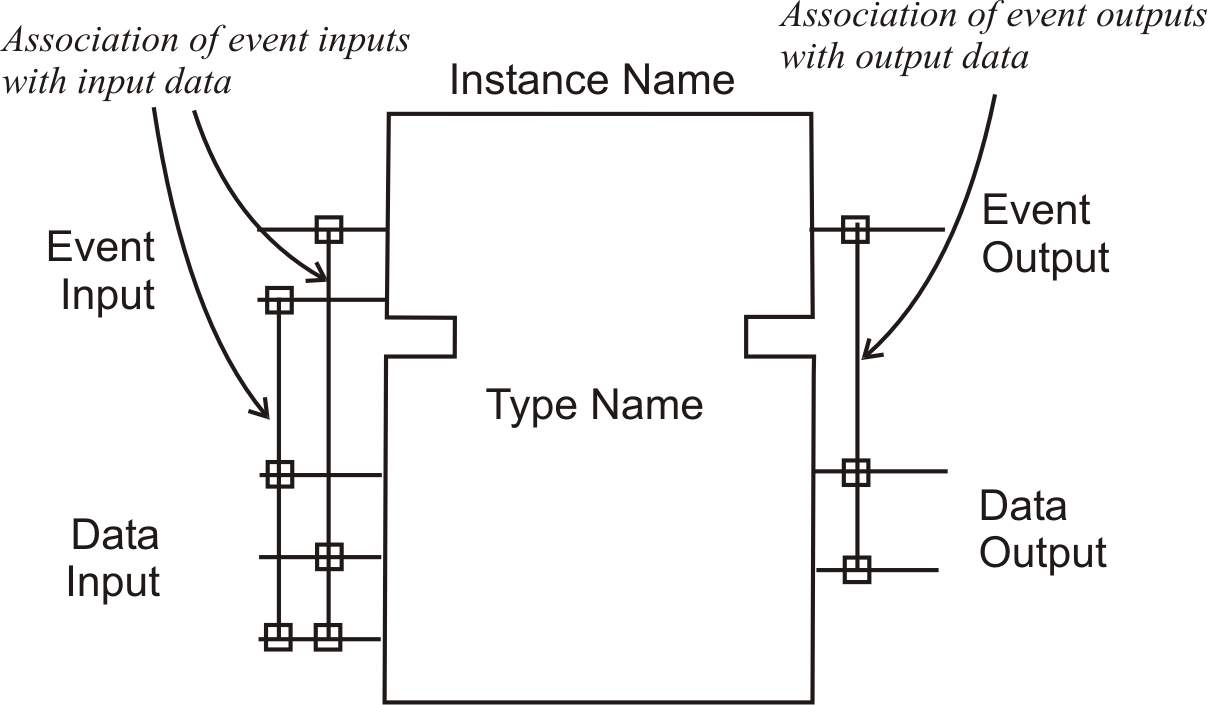 Association of event inputs
with input data
Association of event outputs
with output data
Instance Name
Event
Input
Event
Output
Type Name
Data
Input
Data
Output